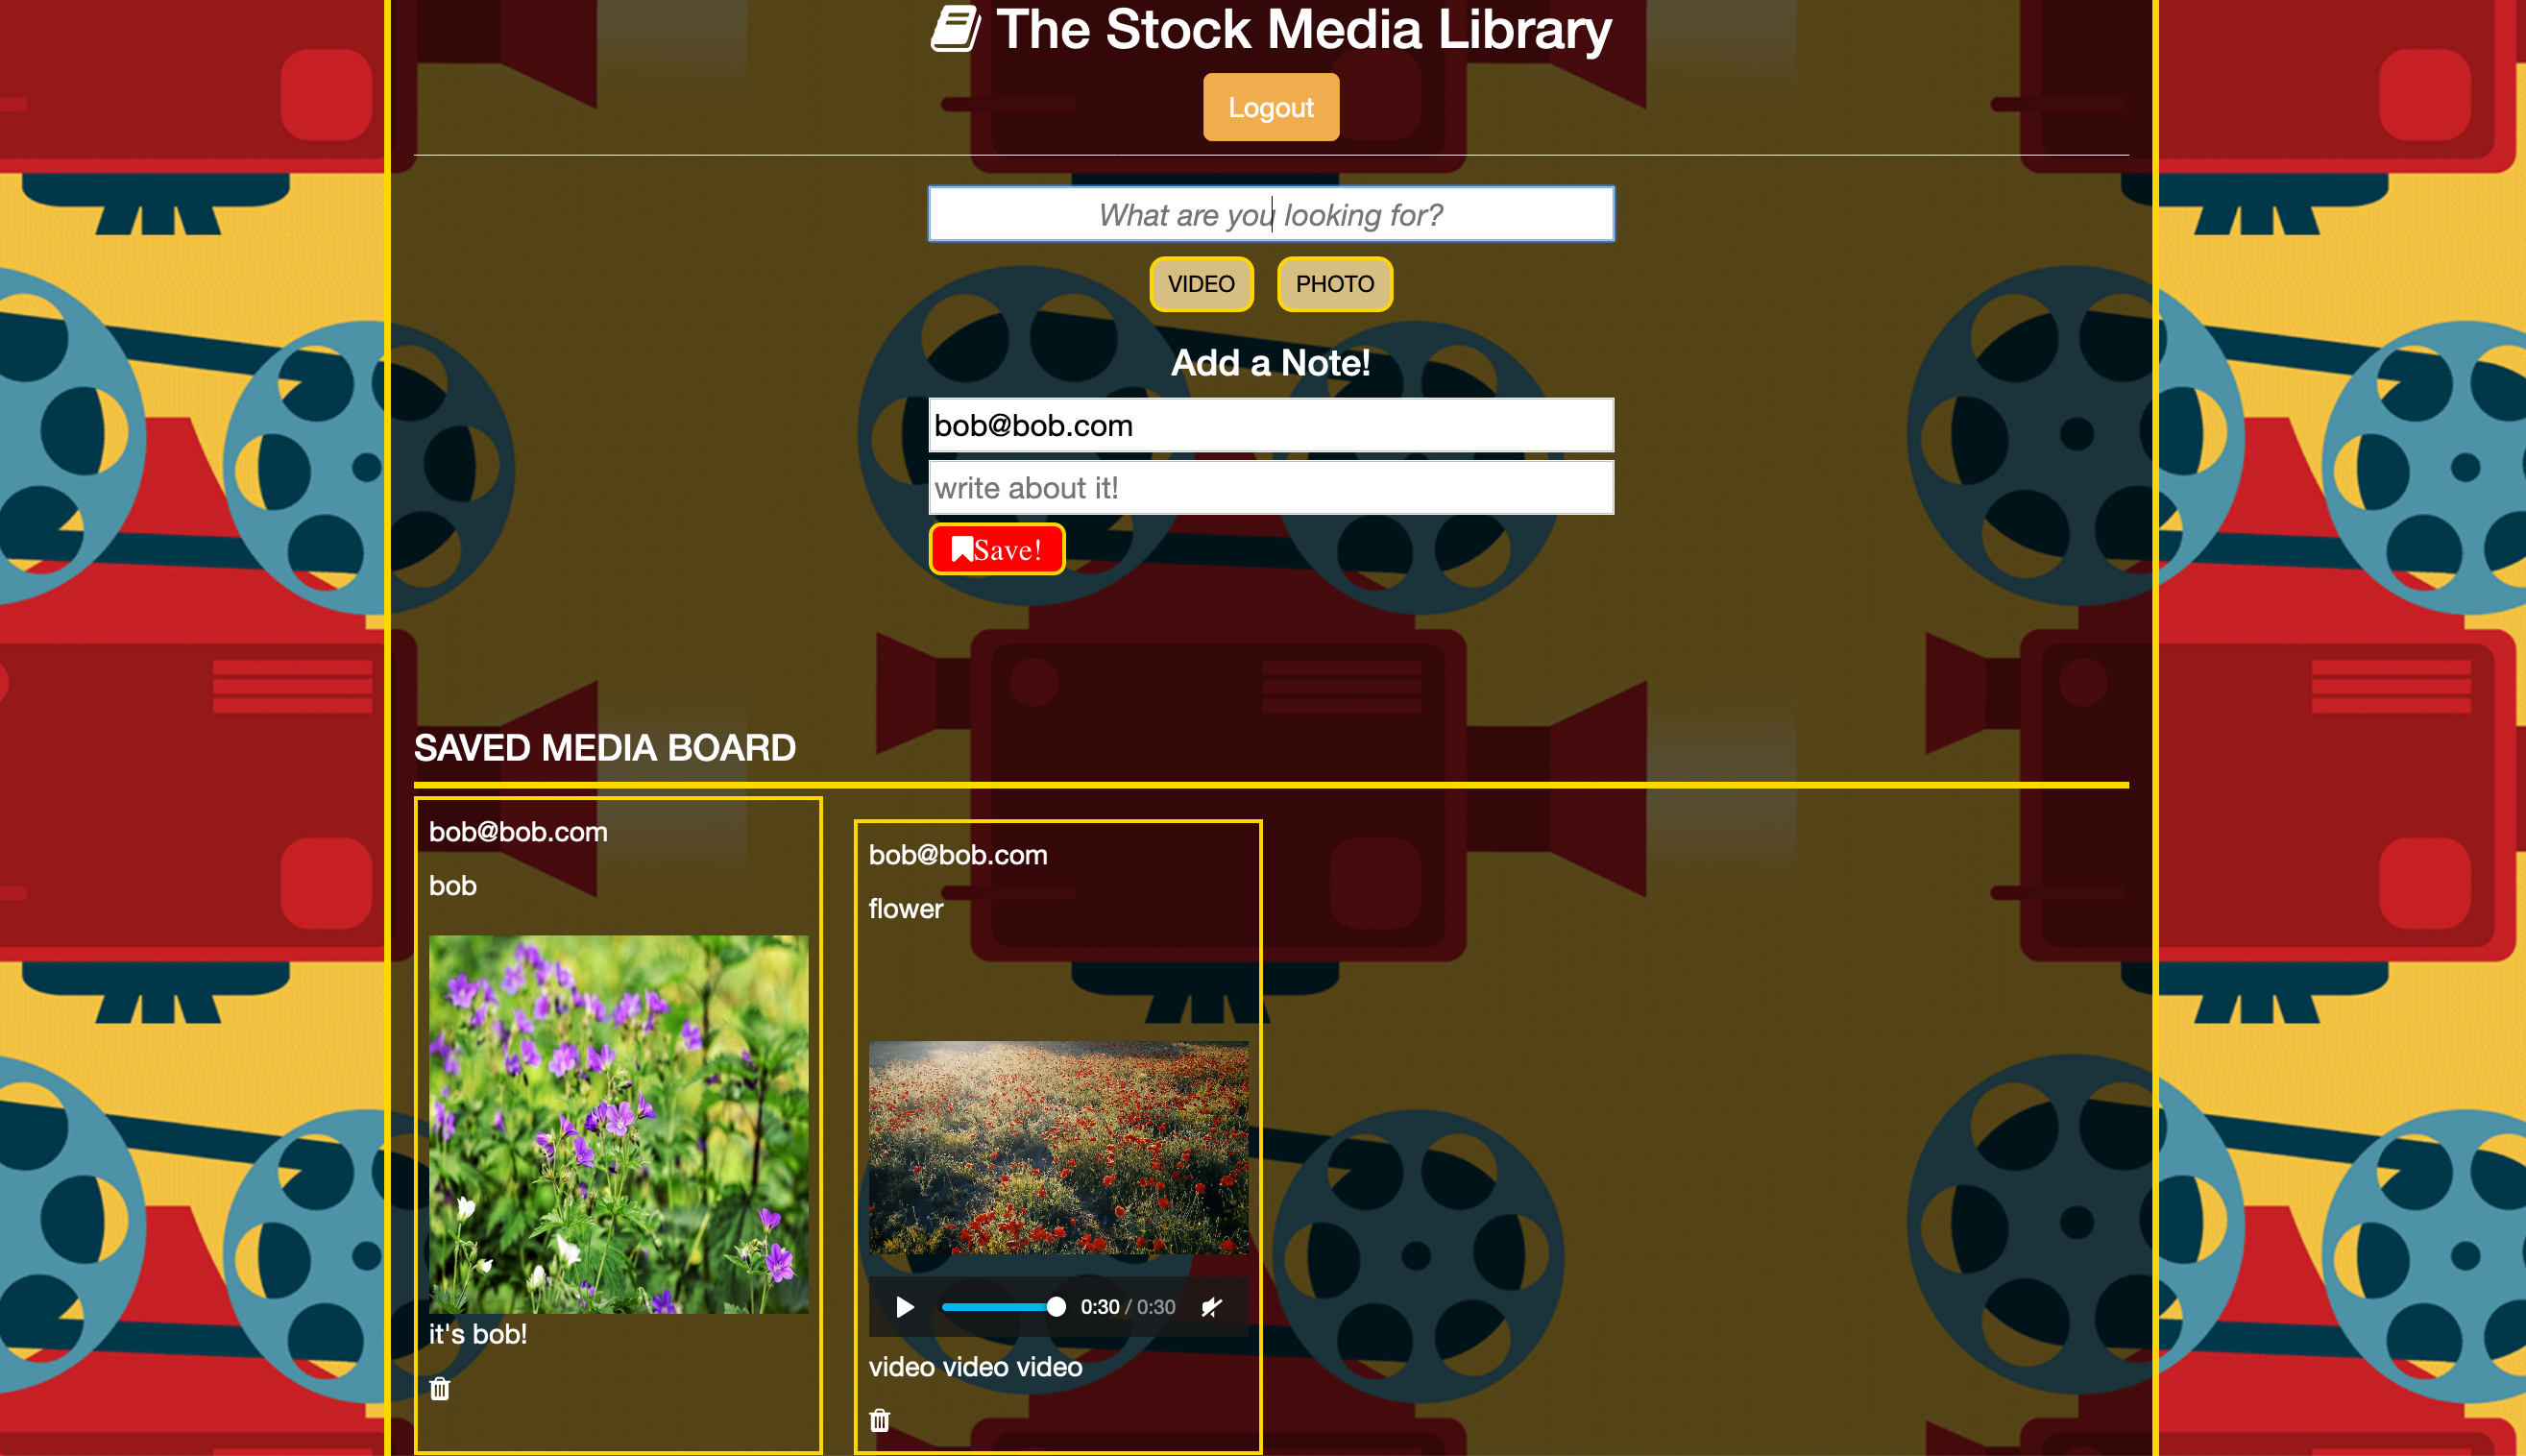 The Stock Media Library
Logout
What are you looking for?
VIDEO PHOTO
Add a Note!
bob@bob.com
write about it!
Save!
SAVED MEDIA BOARD
bob@bob.com
bob
it's bob!
bob@bob.com
flower
0:30 / 0:30
video video video